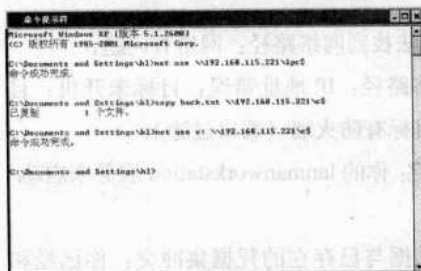 命令提示符
Microsoft Windows XP [版本 5.1.2600]
(C) 版权所有 1985-2001 Microsoft Corp.
C:\Documents and Settings\hl>net use \\192.168.115.221\ipc$
命令成功完成。
C:\Documents and Settings\hl>copy hack.txt \\192.168.115.221\c$
已复制 1 个文件。
C:\Documents and Settings\hl>net use z: \\192.168.115.221\c$
命令成功完成。
C:\Documents and Settings\hl>